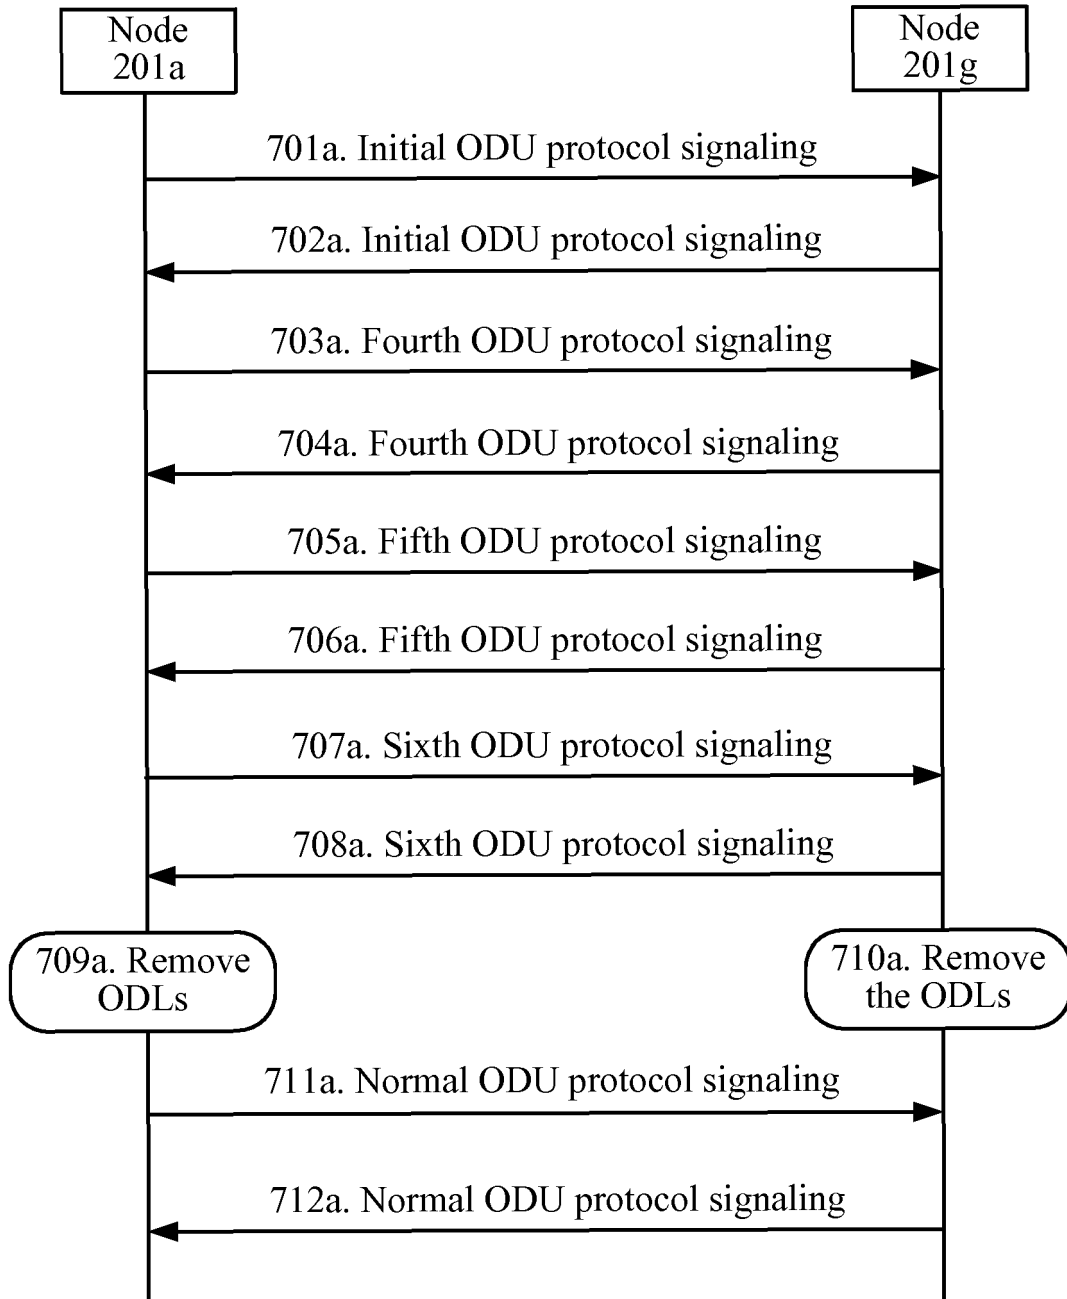 Node
201a
Node
201g
701a. Initial ODU protocol signaling
702a. Initial ODU protocol signaling
703a. Fourth ODU protocol signaling
704a. Fourth ODU protocol signaling
705a. Fifth ODU protocol signaling
706a. Fifth ODU protocol signaling
707a. Sixth ODU protocol signaling
708a. Sixth ODU protocol signaling
709a. Remove
ODLs
710a. Remove
the ODLs
711a. Normal ODU protocol signaling
712a. Normal ODU protocol signaling